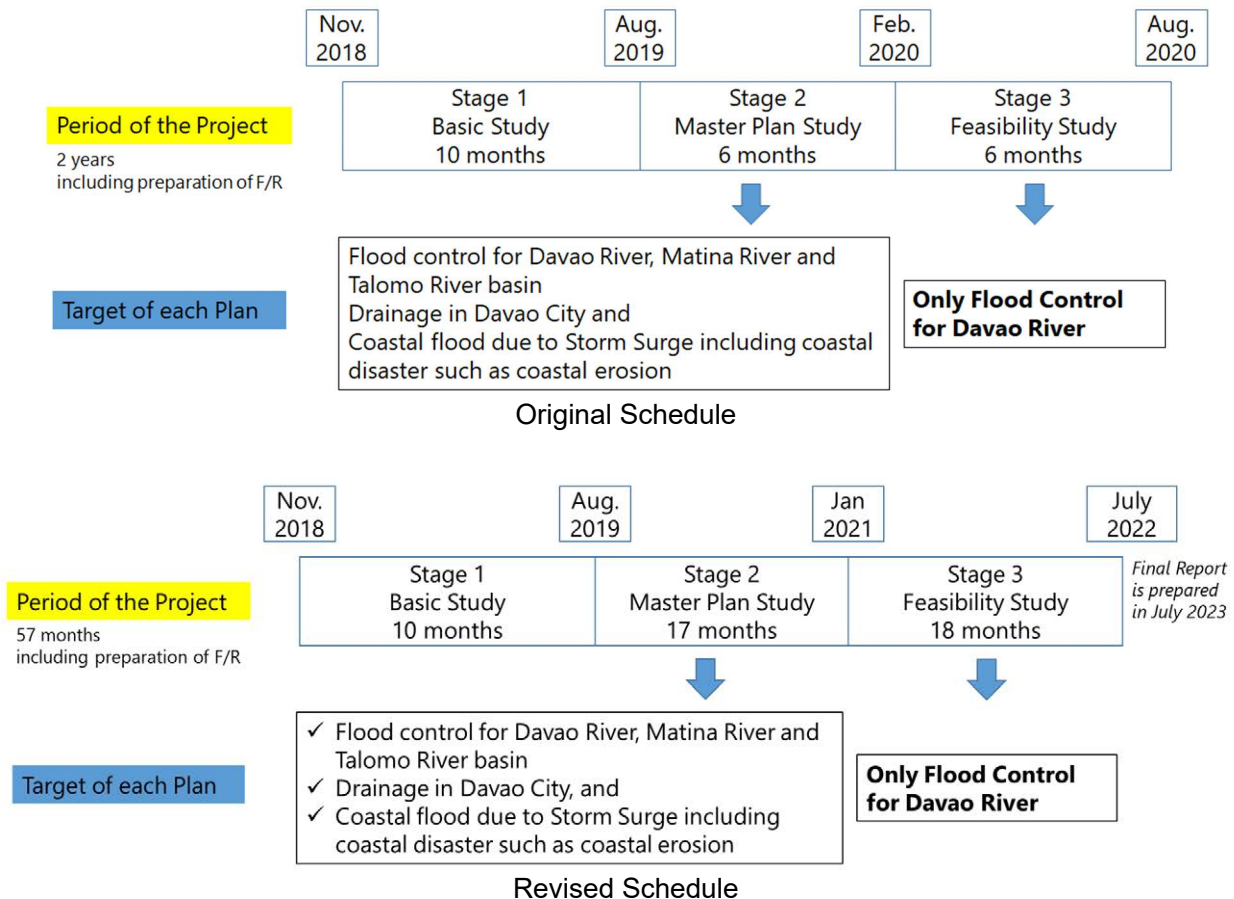 Nov.
2018
Aug.
2019
Feb.
2020
Aug.
2020
Period of the Project
2 years
including preparation of F/R
Stage 1
Basic Study
10 months
Stage 2
Master Plan Study
6 months
Stage 3
Feasibility Study
6 months
Target of each Plan
Flood control for Davao River, Matina River and
Talomo River basin
Drainage in Davao City and
Coastal flood due to Storm Surge including coastal
disaster such as coastal erosion
Only Flood Control
for Davao River
Original Schedule
Nov.
2018
Aug.
2019
Jan
2021
July
2022
Period of the Project
57 months
including preparation of F/R
Stage 1
Basic Study
10 months
Stage 2
Master Plan Study
17 months
Stage 3
Feasibility Study
18 months
Final Report
is prepared
in July 2023
Target of each Plan
✓ Flood control for Davao River, Matina River and
Talomo River basin
✓ Drainage in Davao City, and
✓ Coastal flood due to Storm Surge including
coastal disaster such as coastal erosion
Only Flood Control
for Davao River
Revised Schedule